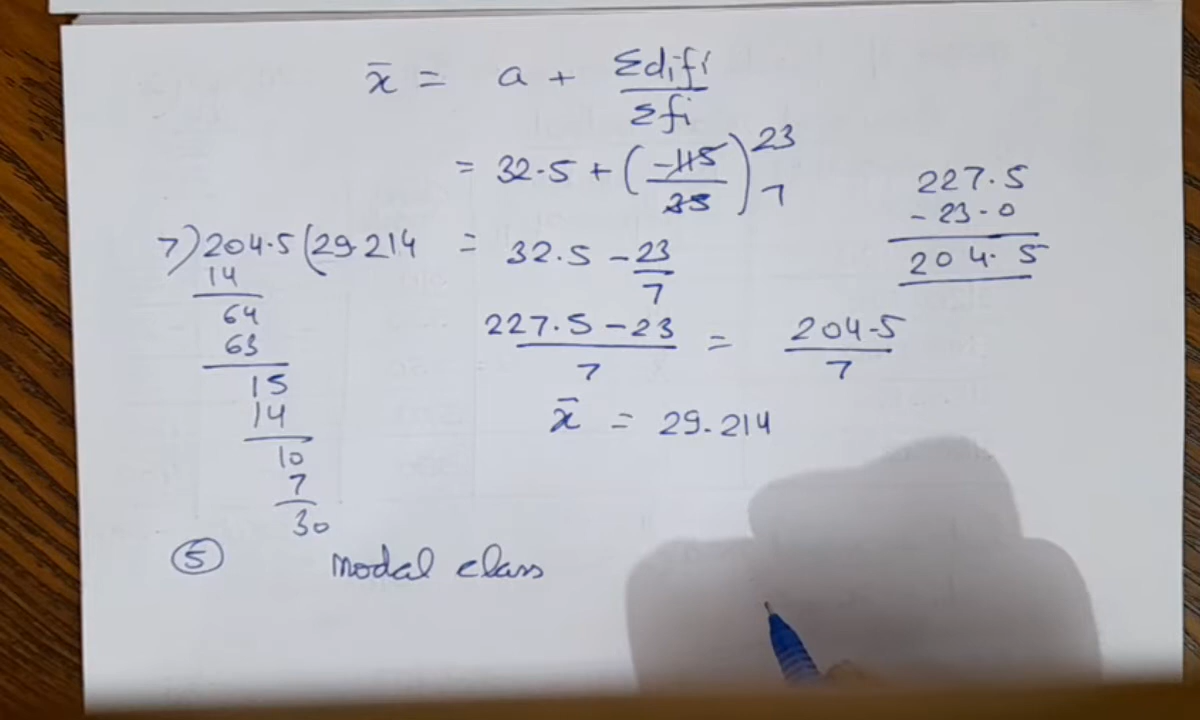 x̄ = a + Σdifi / Σfi
= 32.5 + (-115 / 35) 23 / 7
227.5
- 23.0
204.5
7)204.5(29.214
14
64
63
15
14
10
7
30
= 32.5 - 23 / 7
227.5 - 23 / 7 = 204.5 / 7
x̄ = 29.214
5 Modal class